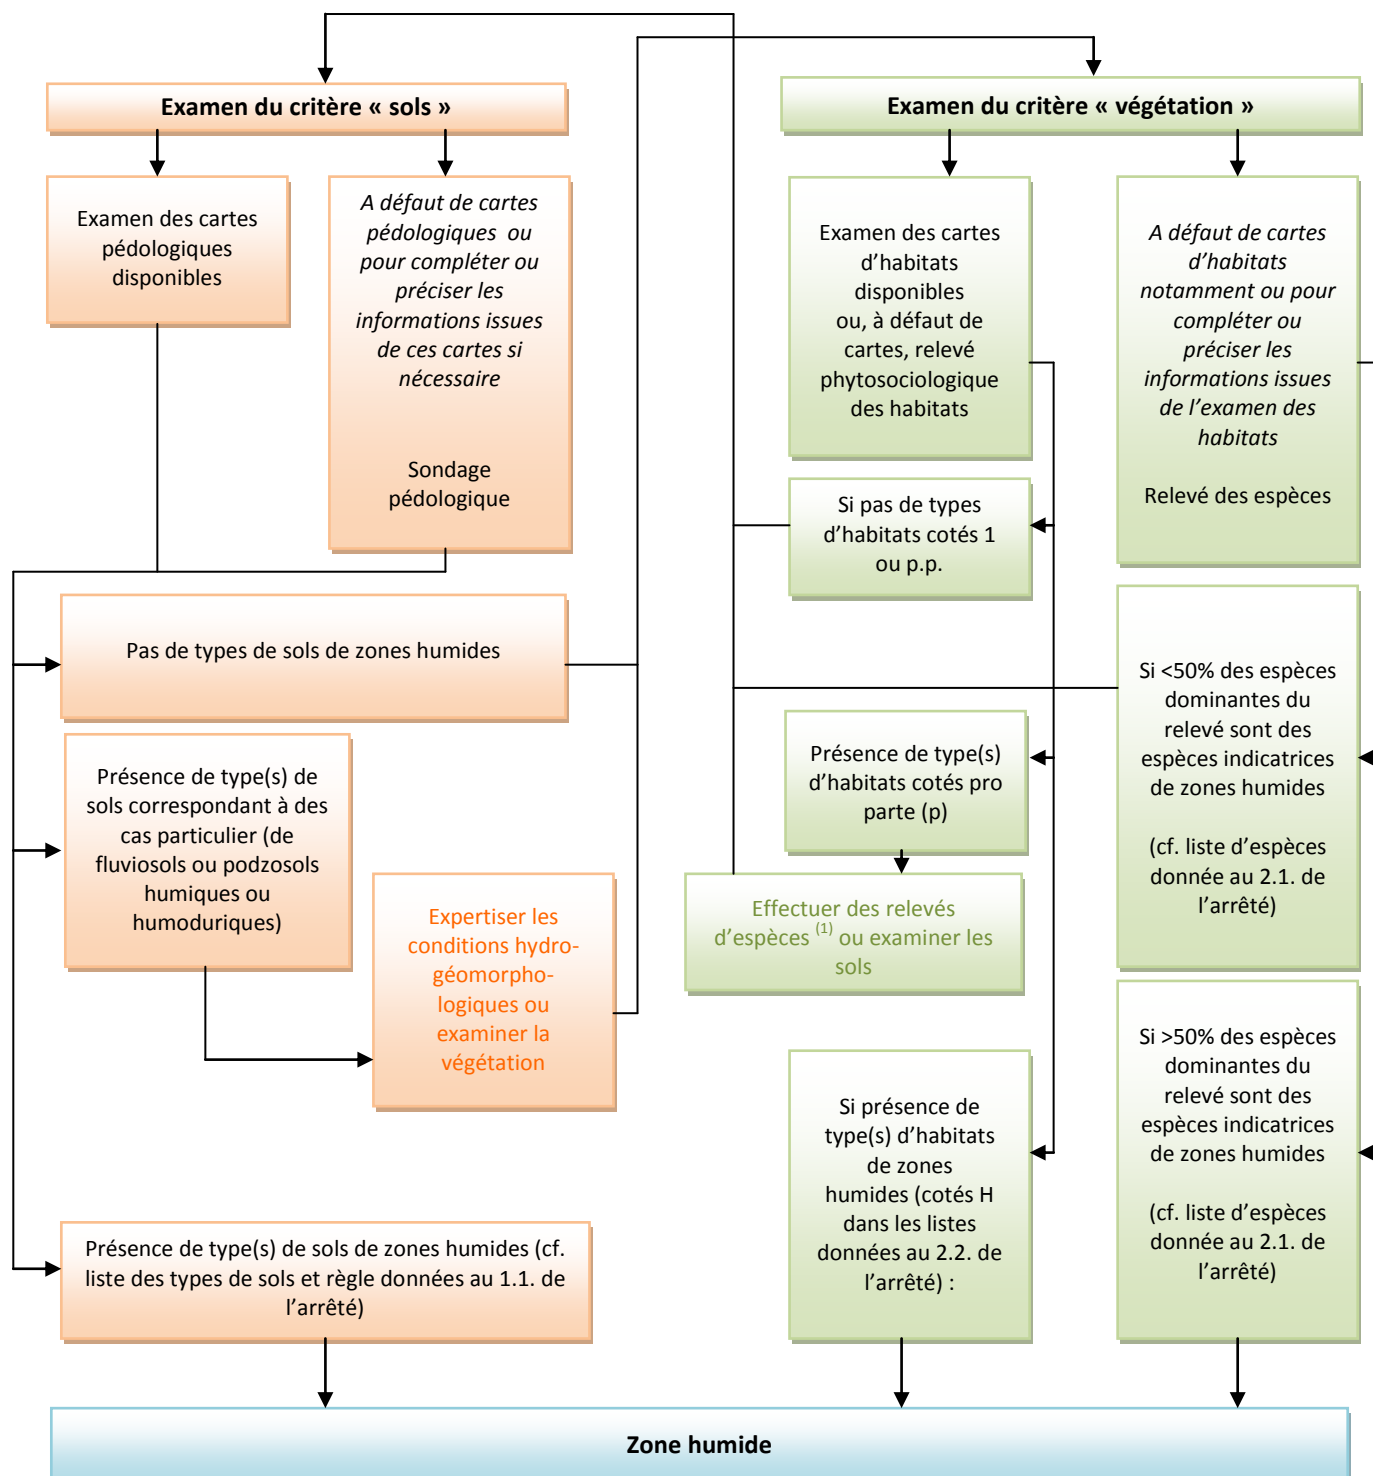 Examen du critère « sols »
Examen des cartes
pédologiques
disponibles
A défaut de cartes
pédologiques ou
pour compléter ou
préciser les
informations issues
de ces cartes si
nécessaire
Sondage
pédologique
Pas de types de sols de zones humides
Présence de type(s) de
sols correspondant à des
cas particulier (de
fluviosols ou podzosols
humiques ou
humoduriques)
Expertiser les
conditions hydro-
géomorpho-
logiques ou
examiner la
végétation
Présence de type(s) de sols de zones humides (cf.
liste des types de sols et règle données au 1.1. de
l’arrêté)
Examen du critère « végétation »
Examen des cartes
d’habitats
disponibles
ou, à défaut de
cartes, relevé
phytosociologique
des habitats
A défaut de cartes
d’habitats
notamment ou pour
compléter ou
préciser les
informations issues
de l’examen des
habitats
Relevé des espèces
Si pas de types
d’habitats cotés 1
ou p.p.
Présence de type(s)
d’habitats cotés pro
parte (p)
Effectuer des relevés
d’espèces (1) ou examiner les
sols
Si présence de
type(s) d’habitats
de zones
humides (cotés H
dans les listes
données au 2.2. de
l’arrêté) :
Si <50% des espèces
dominantes du
relevé sont des
espèces indicatrices
de zones humides
(cf. liste d’espèces
donnée au 2.1. de
l’arrêté)
Si >50% des espèces
dominantes du
relevé sont des
espèces indicatrices
de zones humides
(cf. liste d’espèces
donnée au 2.1. de
l’arrêté)
Zone humide